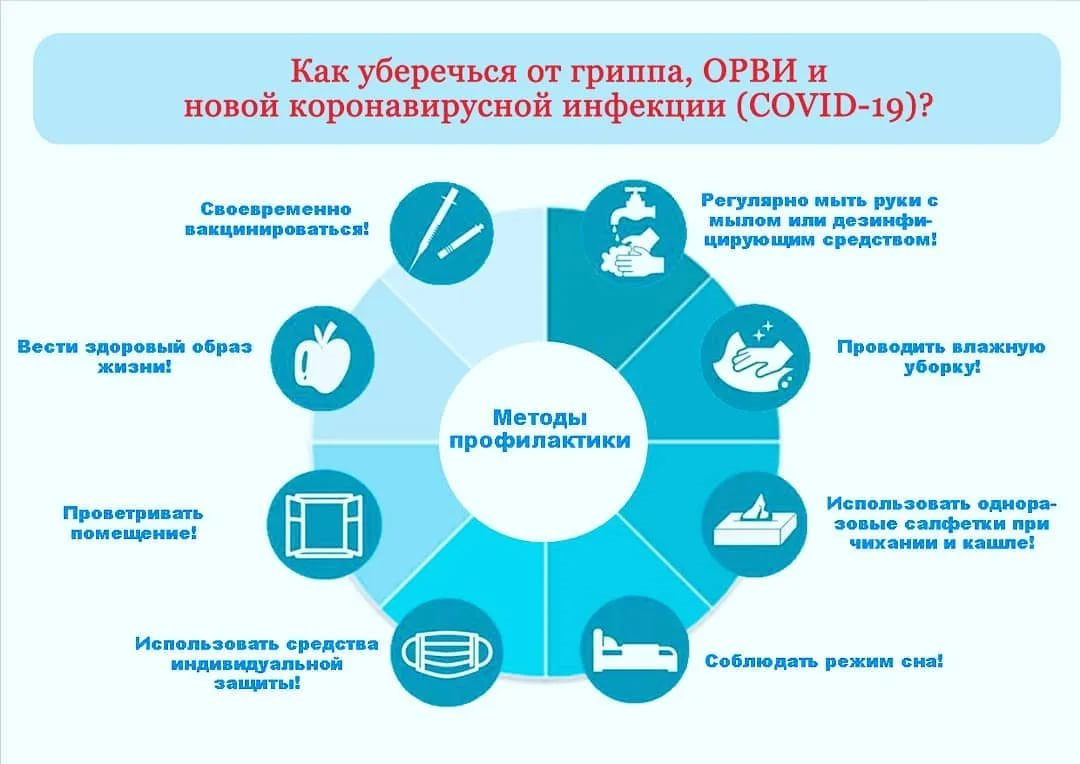 Как уберечься от гриппа, ОРВИ и
новой коронавирусной инфекции (COVID-19)?
Своевременно
вакцинироваться!
Регулярно мыть руки с
мылом или дезинфи-
цирующим средством!
Вести здоровый образ
жизни!
Проводить влажную
уборку!
Методы
профилактики
Проветривать
помещение!
Использовать однора-
зовые салфетки при
чихании и кашле!
Использовать средства
индивидуальной
защиты!
Соблюдать режим сна!